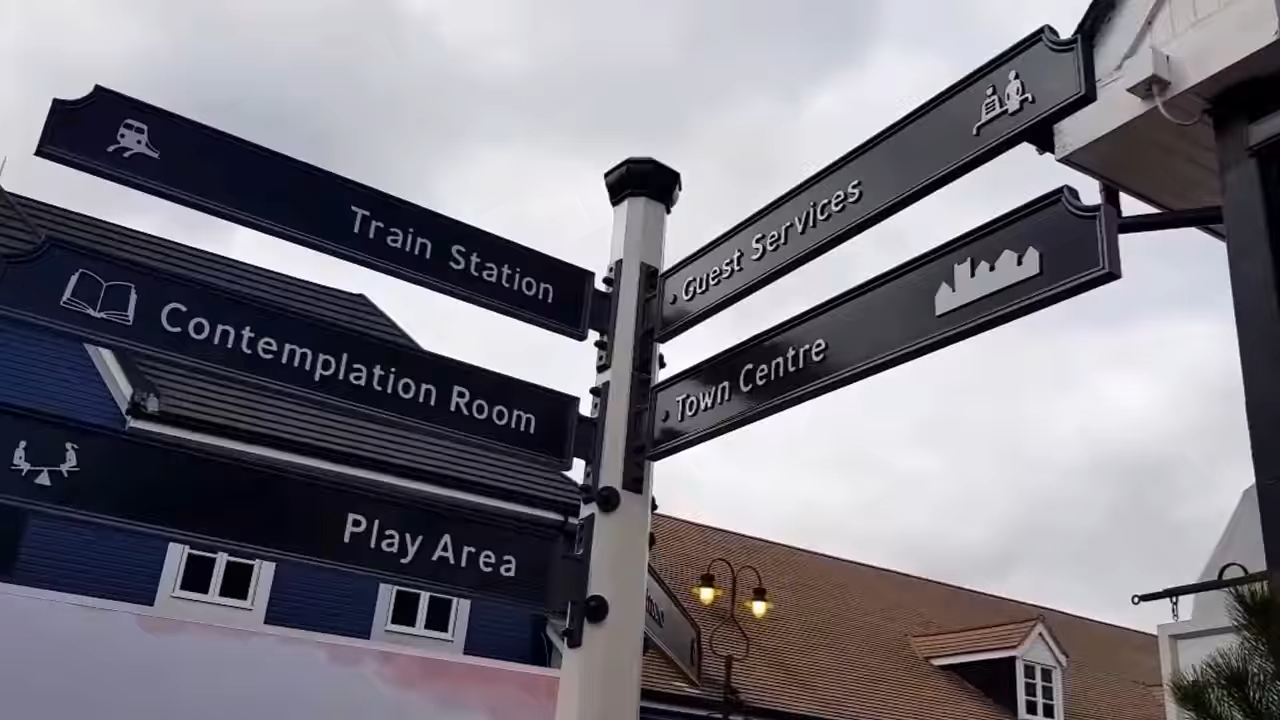 Train Station
Contemplation Room
Play Area
Guest Services
Town Centre